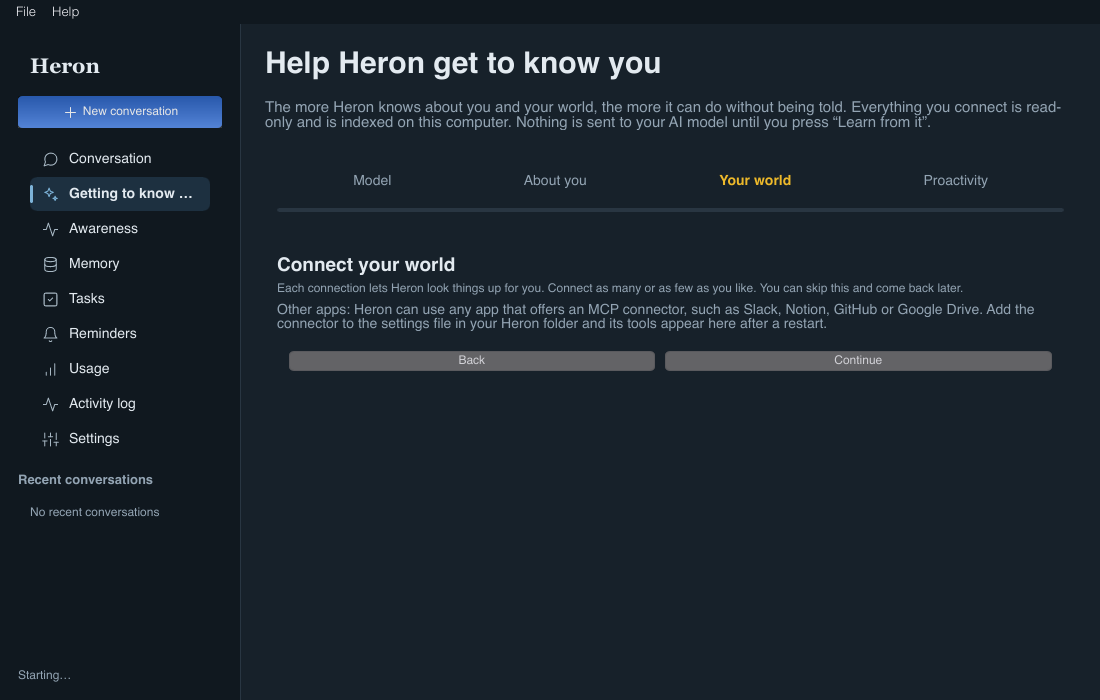 File Help
Heron
New conversation
Conversation
Getting to know ...
Awareness
Memory
Tasks
Reminders
Usage
Activity log
Settings
Recent conversations
No recent conversations
Starting...
Help Heron get to know you
The more Heron knows about you and your world, the more it can do without being told. Everything you connect is read-
only and is indexed on this computer. Nothing is sent to your AI model until you press “Learn from it”.
Model About you Your world Proactivity
Connect your world
Each connection lets Heron look things up for you. Connect as many or as few as you like. You can skip this and come back later.
Other apps: Heron can use any app that offers an MCP connector, such as Slack, Notion, GitHub or Google Drive. Add the
connector to the settings file in your Heron folder and its tools appear here after a restart.
Back Continue